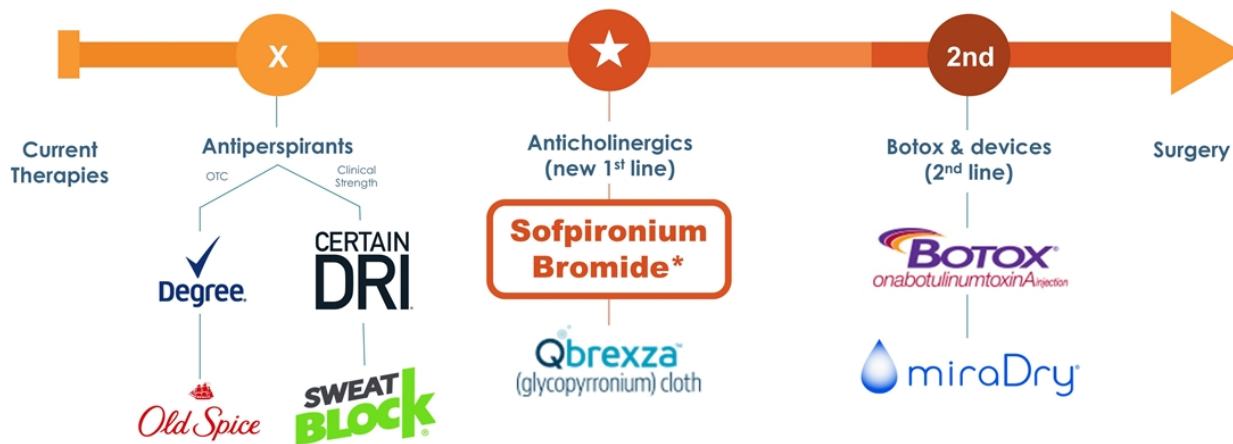 X
2nd
Current
Therapies
Antiperspirants
OTC
Clinical
Strength
Degree.
Old Spice
CERTAIN
DRI.
SWEAT
BLOCK®
Anticholinergics
(new 1st line)
Sofpironium
Bromide*
Qbrexza™
(glycopyrronium) cloth
Botox & devices
(2nd line)
BOTOX®
onabotulinumtoxinA injection
miraDry®
Surgery